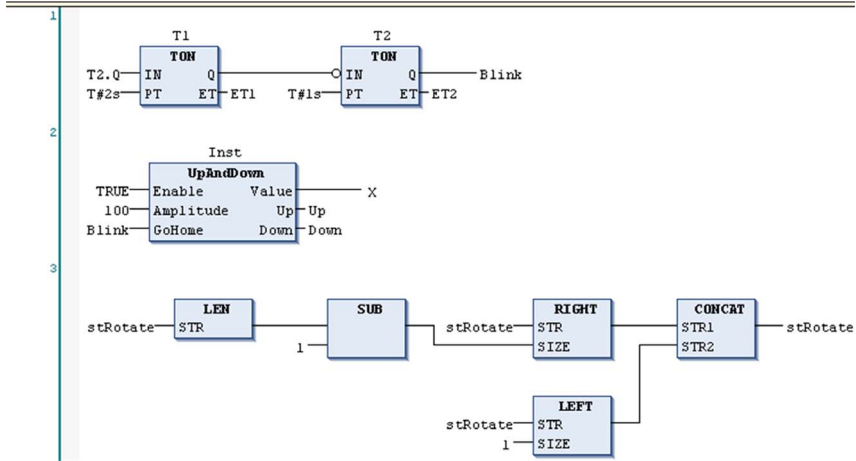 1
T1 T2
TON TON
T2.Q IN Q IN Q Blink
T#2s PT ET ET1 T#1s PT ET ET2
2
Inst
UpAndDown
TRUE Enable Value X
100 Amplitude Up Up
Blink GoHome Down Down
3
LEN SUB RIGHT CONCAT
stRotate STR stRotate STR STR1 stRotate
1 SIZE STR2
LEFT
stRotate STR
1 SIZE